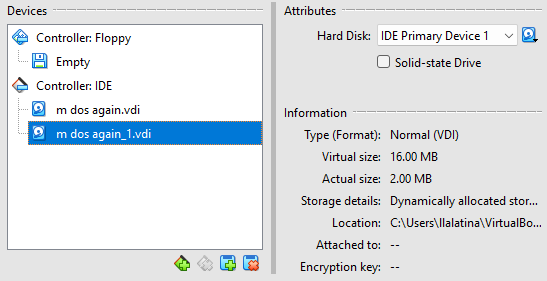 Devices
Controller: Floppy
Empty
Controller: IDE
m dos again.vdi
m dos again_1.vdi
Attributes
Hard Disk: IDE Primary Device 1
Solid-state Drive
Information
Type (Format): Normal (VDI)
Virtual size: 16.00 MB
Actual size: 2.00 MB
Storage details: Dynamically allocated stor...
Location: C:\Users\llalatina\VirtualBo...
Attached to: --
Encryption key: --